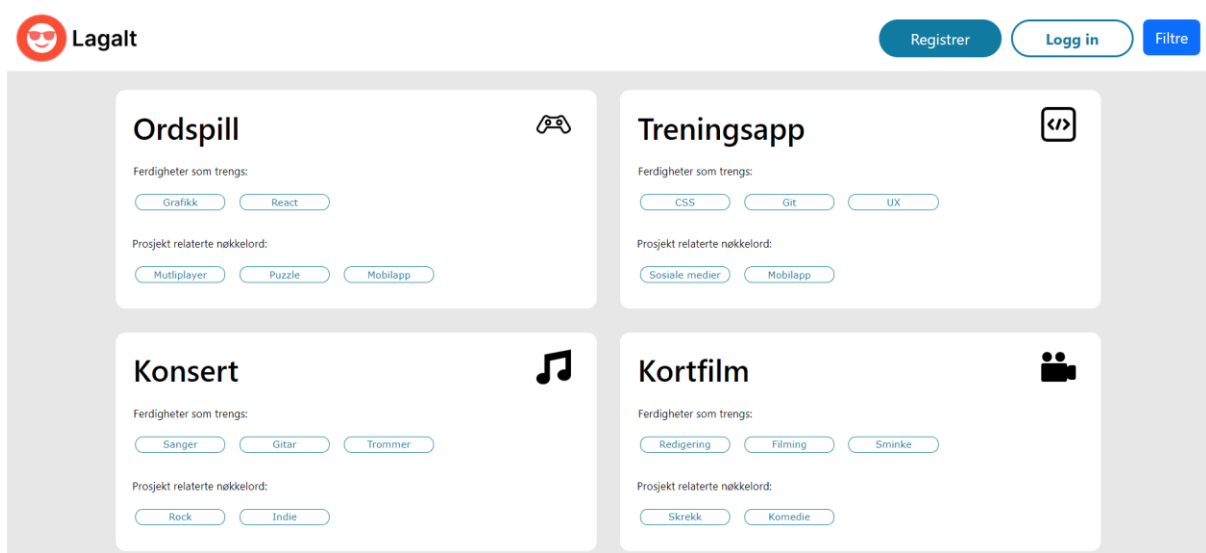 Lagalt
Registrer
Logg in
Filtre
Ordspill
Ferdigheter som trengs:
Grafikk React
Prosjekt relaterte nøkkelord:
Mutliplayer Puzzle Mobilapp
Treningsapp
Ferdigheter som trengs:
CSS Git UX
Prosjekt relaterte nøkkelord:
Sosiale medier Mobilapp
Konsert
Ferdigheter som trengs:
Sanger Gitar Trommer
Prosjekt relaterte nøkkelord:
Rock Indie
Kortfilm
Ferdigheter som trengs:
Redigering Filming Sminke
Prosjekt relaterte nøkkelord:
Skrekk Komedie